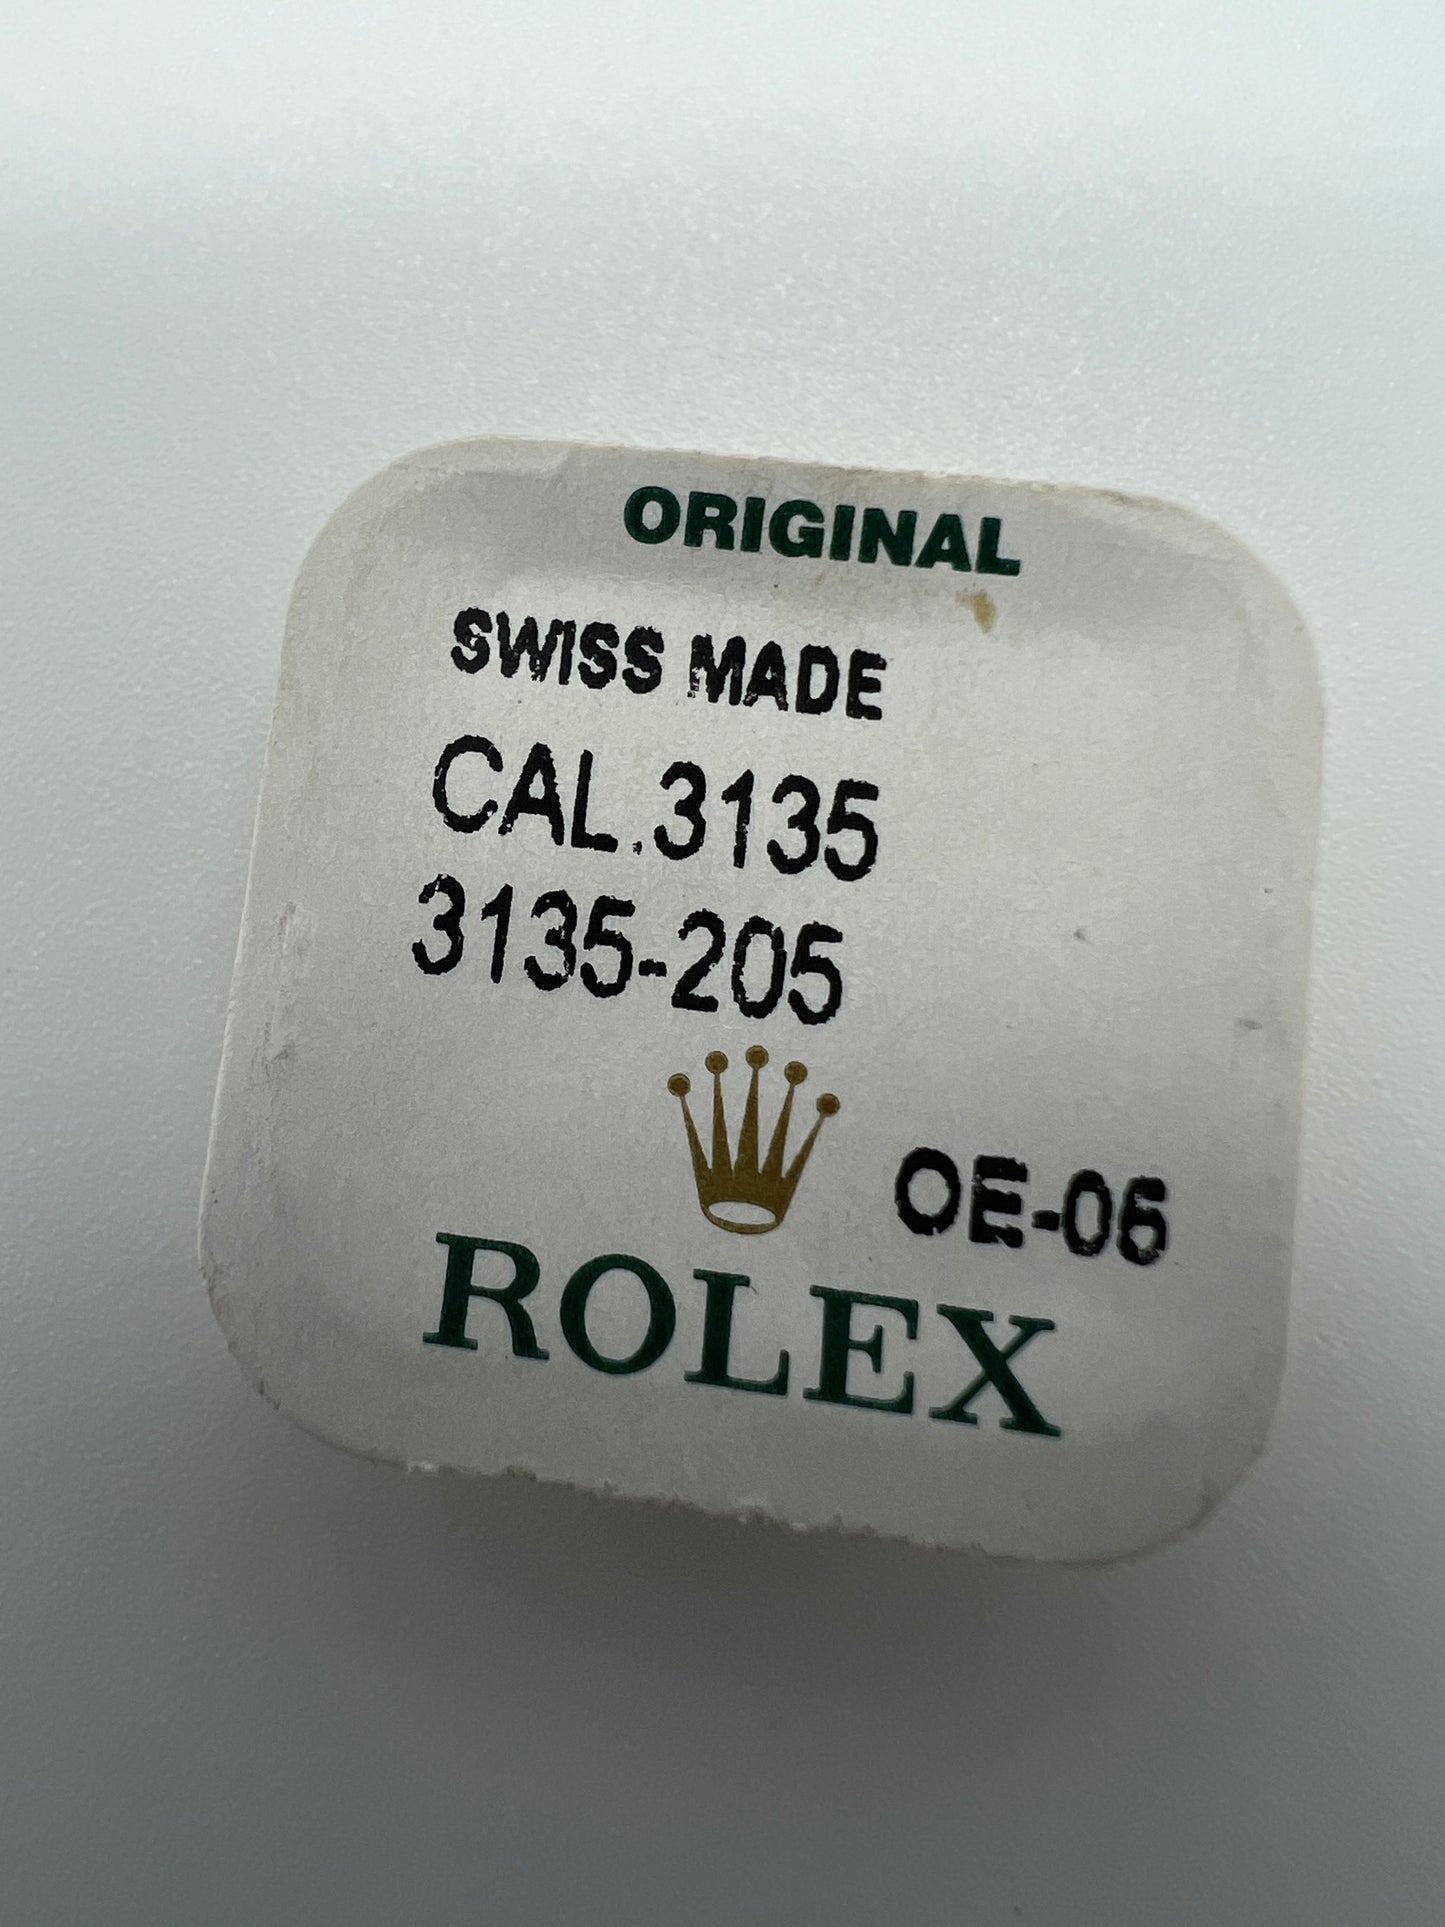 ORIGINAL
SWISS MADE
CAL.3135
3135-205
OE-06
ROLEX